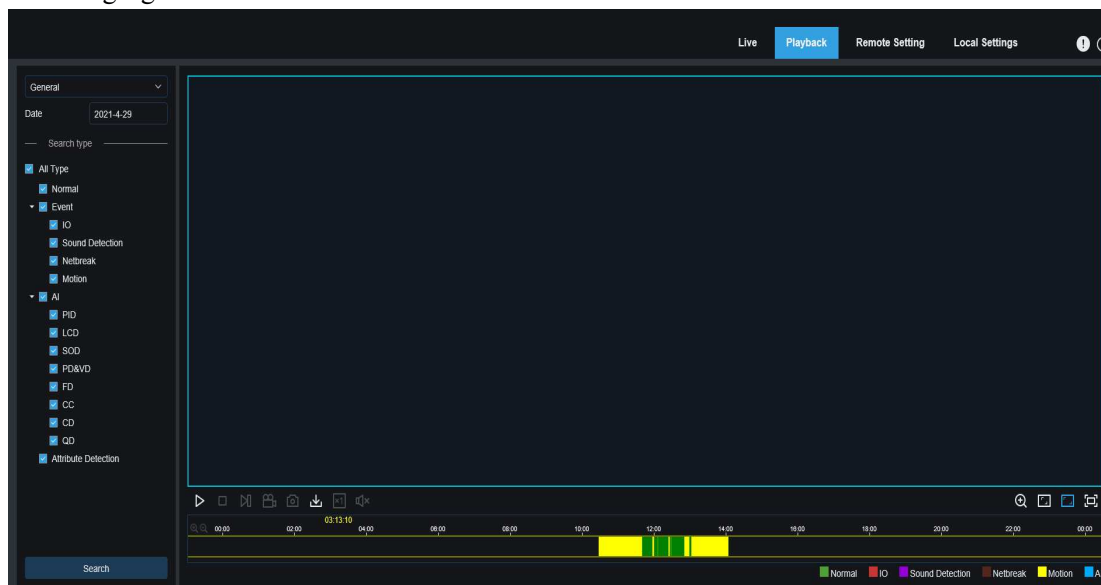 Live Playback Remote Setting Local Settings
General
Date 2021-4-29
Search type
All Type
Normal
Event
IO
Sound Detection
Netbreak
Motion
AI
PID
LCD
SOD
PD&VD
FD
CC
CD
QD
Attribute Detection
x1
03:13:10
00:00 02:00 04:00 06:00 08:00 10:00 12:00 14:00 16:00 18:00 20:00 22:00 00:00
Search
Normal IO Sound Detection Netbreak Motion A